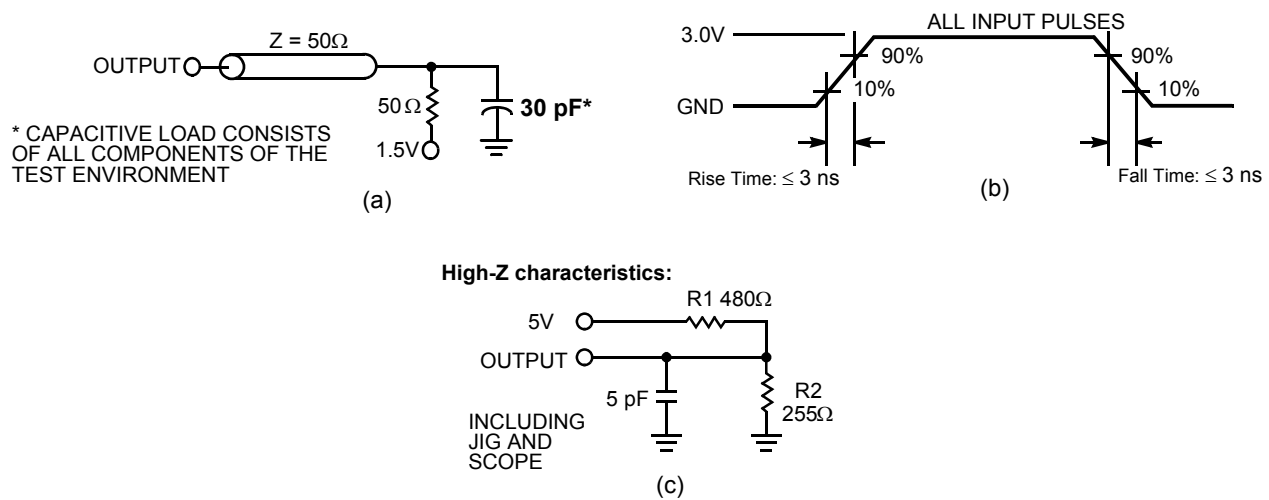 Z = 50Ω
OUTPUT
50Ω
30 pF*
1.5V
* CAPACITIVE LOAD CONSISTS
OF ALL COMPONENTS OF THE
TEST ENVIRONMENT
(a)
ALL INPUT PULSES
3.0V
90%
90%
10%
10%
GND
Rise Time: ≤ 3 ns
Fall Time: ≤ 3 ns
(b)
High-Z characteristics:
R1 480Ω
5V
OUTPUT
5 pF
R2
255Ω
INCLUDING
JIG AND
SCOPE
(c)